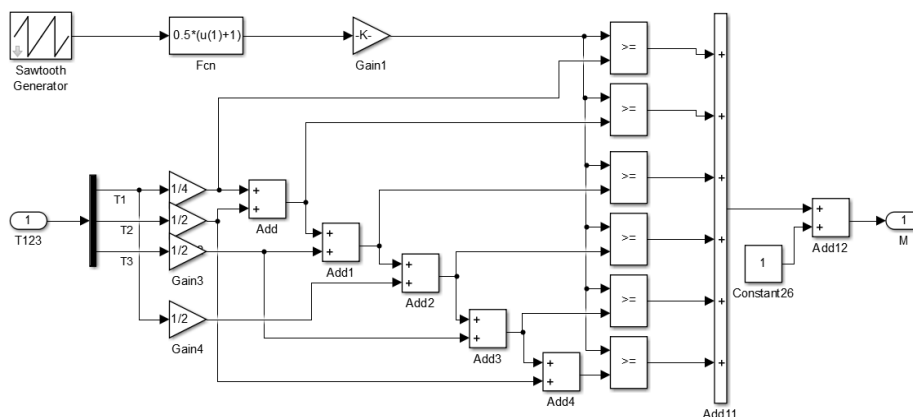 0.5*(u(1)+1)
-K-
Sawtooth
Generator
Fcn
Gain1
>=
+
>=
+
>=
+
>=
+
>=
+
>=
+
1
T123
T1
T2
T3
1/4
1/2
1/2
Gain3
1/2
Gain4
+
+
Add
+
+
Add1
+
+
Add2
+
+
Add3
+
+
Add4
Add11
1
Constant26
+
+
Add12
1
M